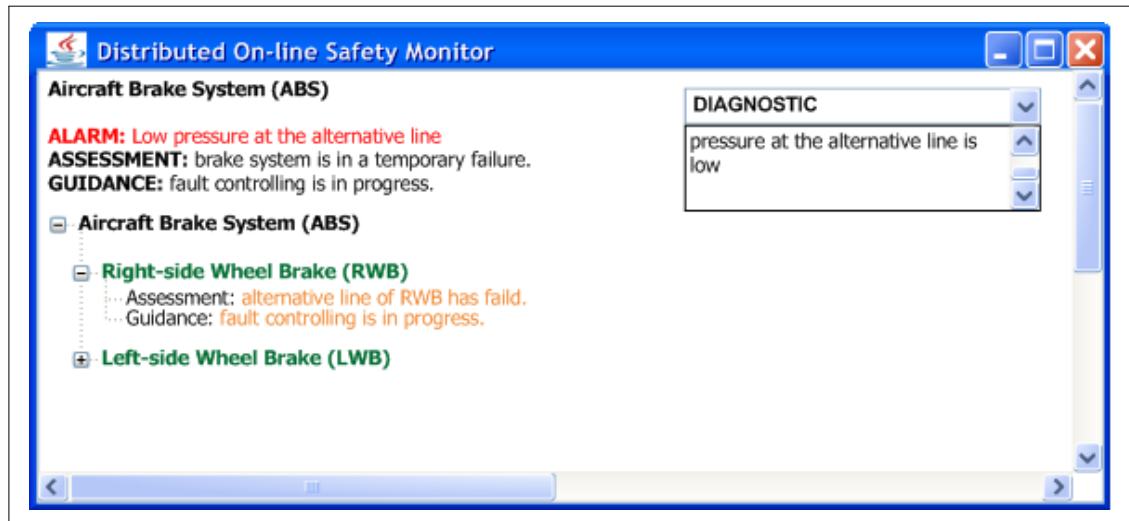 Distributed On-line Safety Monitor
Aircraft Brake System (ABS)
ALARM: Low pressure at the alternative line
ASSESSMENT: brake system is in a temporary failure.
GUIDANCE: fault controlling is in progress.
DIAGNOSTIC
pressure at the alternative line is
low
Aircraft Brake System (ABS)
Right-side Wheel Brake (RWB)
Assessment: alternative line of RWB has faild.
Guidance: fault controlling is in progress.
Left-side Wheel Brake (LWB)